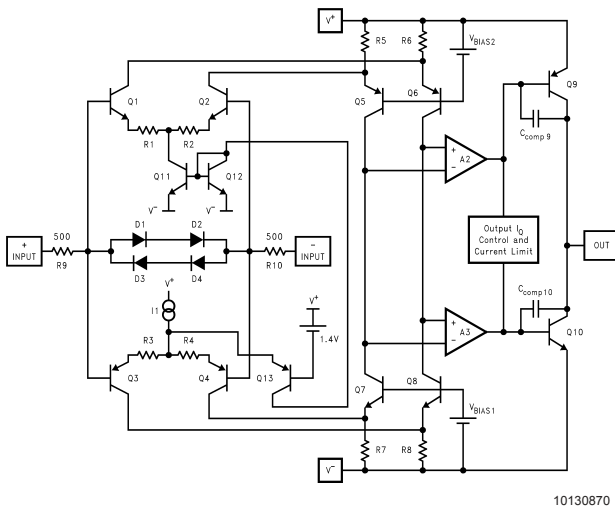 V+
R5
R6
VBIAS2
Q1
Q2
Q5
Q6
Q9
R1
R2
A2
+
−
Ccomp9
Q11
Q12
V−
V−
D1
D2
+
INPUT
500
R9
500
R10
−
INPUT
Output IQ
Control and
Current Limit
OUT
D3
D4
V+
I1
V+
1.4V
R3
R4
A3
+
−
Ccomp10
Q10
Q3
Q4
Q13
Q7
Q8
VBIAS1
R7
R8
V−
10130870